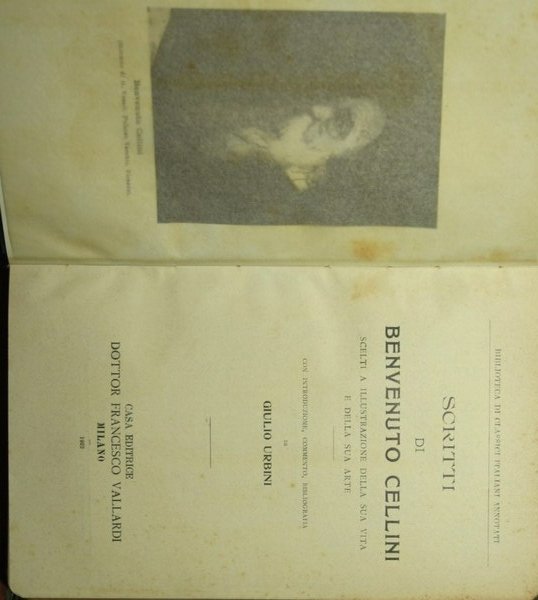 Benvenuto Cellini
BIBLIOTECA DI CLASSICI ITALIANI ANNOTATI
SCRITTI
DI
BENVENUTO CELLINI
SCELTI A ILLUSTRAZIONE DELLA SUA VITA
E DELLA SUA ARTE
CON INTRODUZIONE, COMMENTO, BIBLIOGRAFIA
DI
GIULIO URBINI
CASA EDITRICE
DOTTOR FRANCESCO VALLARDI
MILANO